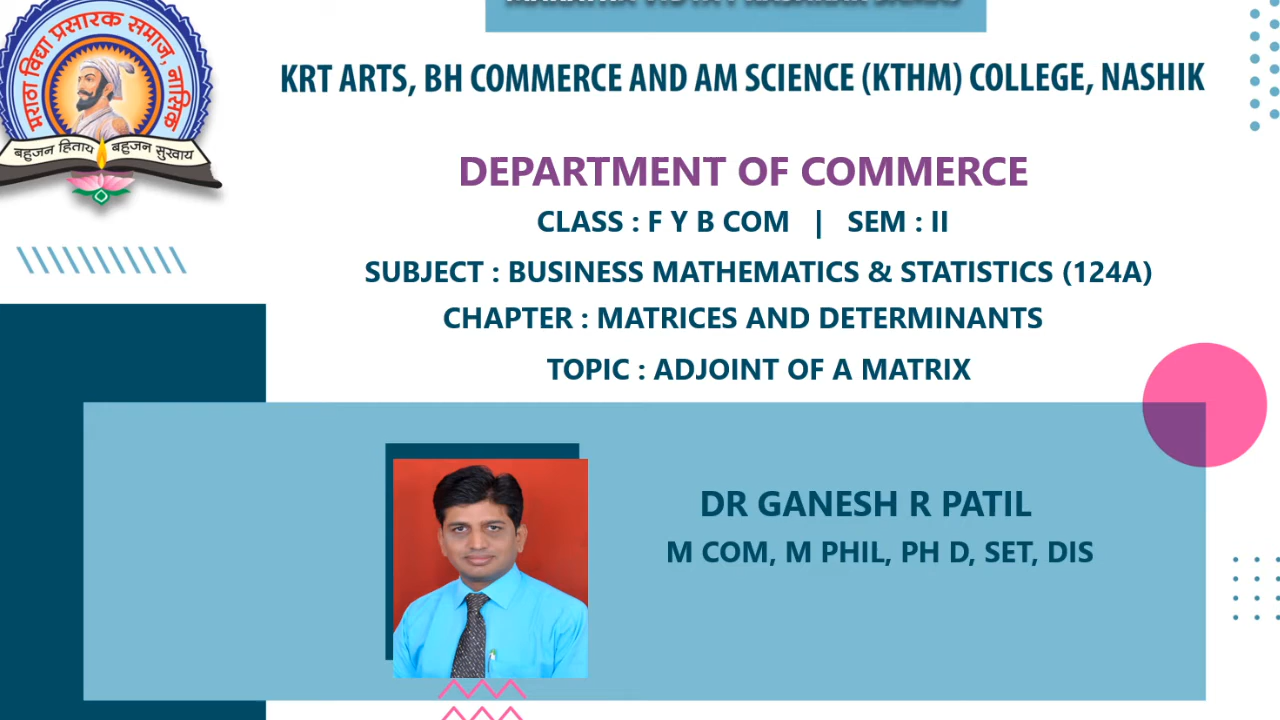 मराठा विद्या प्रसारक समाज, नासिक
बहुजन हिताय बहुजन सुखाय
KRT ARTS, BH COMMERCE AND AM SCIENCE (KTHM) COLLEGE, NASHIK
DEPARTMENT OF COMMERCE
CLASS : F Y B COM | SEM : II
SUBJECT : BUSINESS MATHEMATICS & STATISTICS (124A)
CHAPTER : MATRICES AND DETERMINANTS
TOPIC : ADJOINT OF A MATRIX
DR GANESH R PATIL
M COM, M PHIL, PH D, SET, DIS